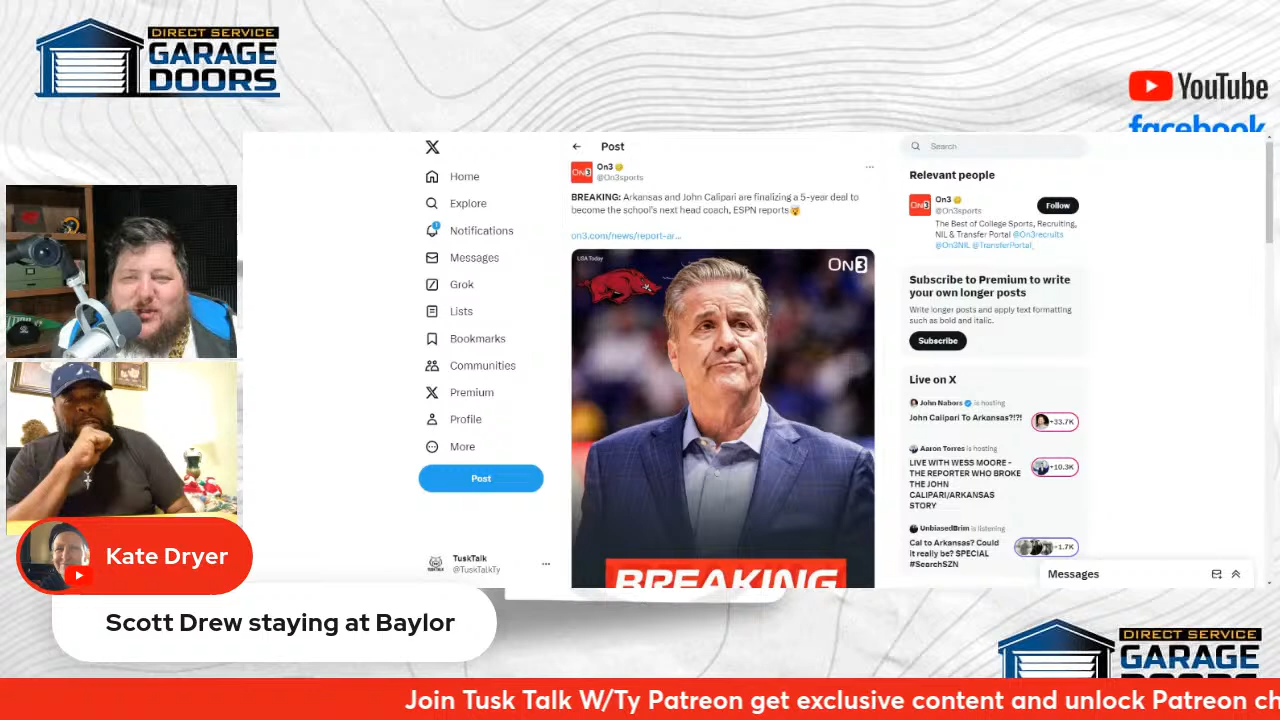 DIRECT SERVICE
GARAGE
DOORS
YouTube
facebook
X
Home
Explore
Notifications
Messages
Grok
Lists
Bookmarks
Communities
Premium
Profile
More
Post
TuskTalk
@TuskTalkTy
Post
On3
@On3sports
BREAKING: Arkansas and John Calipari are finalizing a 5-year deal to
become the school's next head coach, ESPN reports
on3.com/news/report-ar...
USA Today
ON3
BREAKING
Search
Relevant people
On3
@On3sports
Follow
The Best of College Sports, Recruiting,
NIL & Transfer Portal @On3recruits
@On3NIL @TransferPortal_
Subscribe to Premium to write
your own longer posts
Write longer posts and apply text formatting
such as bold and italic.
Subscribe
Live on X
John Nabors is hosting
John Calipari To Arkansas?!?!
+33.7K
Aaron Torres is hosting
LIVE WITH WESS MOORE -
THE REPORTER WHO BROKE
THE JOHN
CALIPARI/ARKANSAS
STORY
+10.3K
UnbiasedBrim is listening
Cal to Arkansas? Could
it really be? SPECIAL
#SearchSZN
+1.7K
Messages
Kate Dryer
Scott Drew staying at Baylor
DIRECT SERVICE
GARAGE
DOORS
Join Tusk Talk W/Ty Patreon get exclusive content and unlock Patreon ch